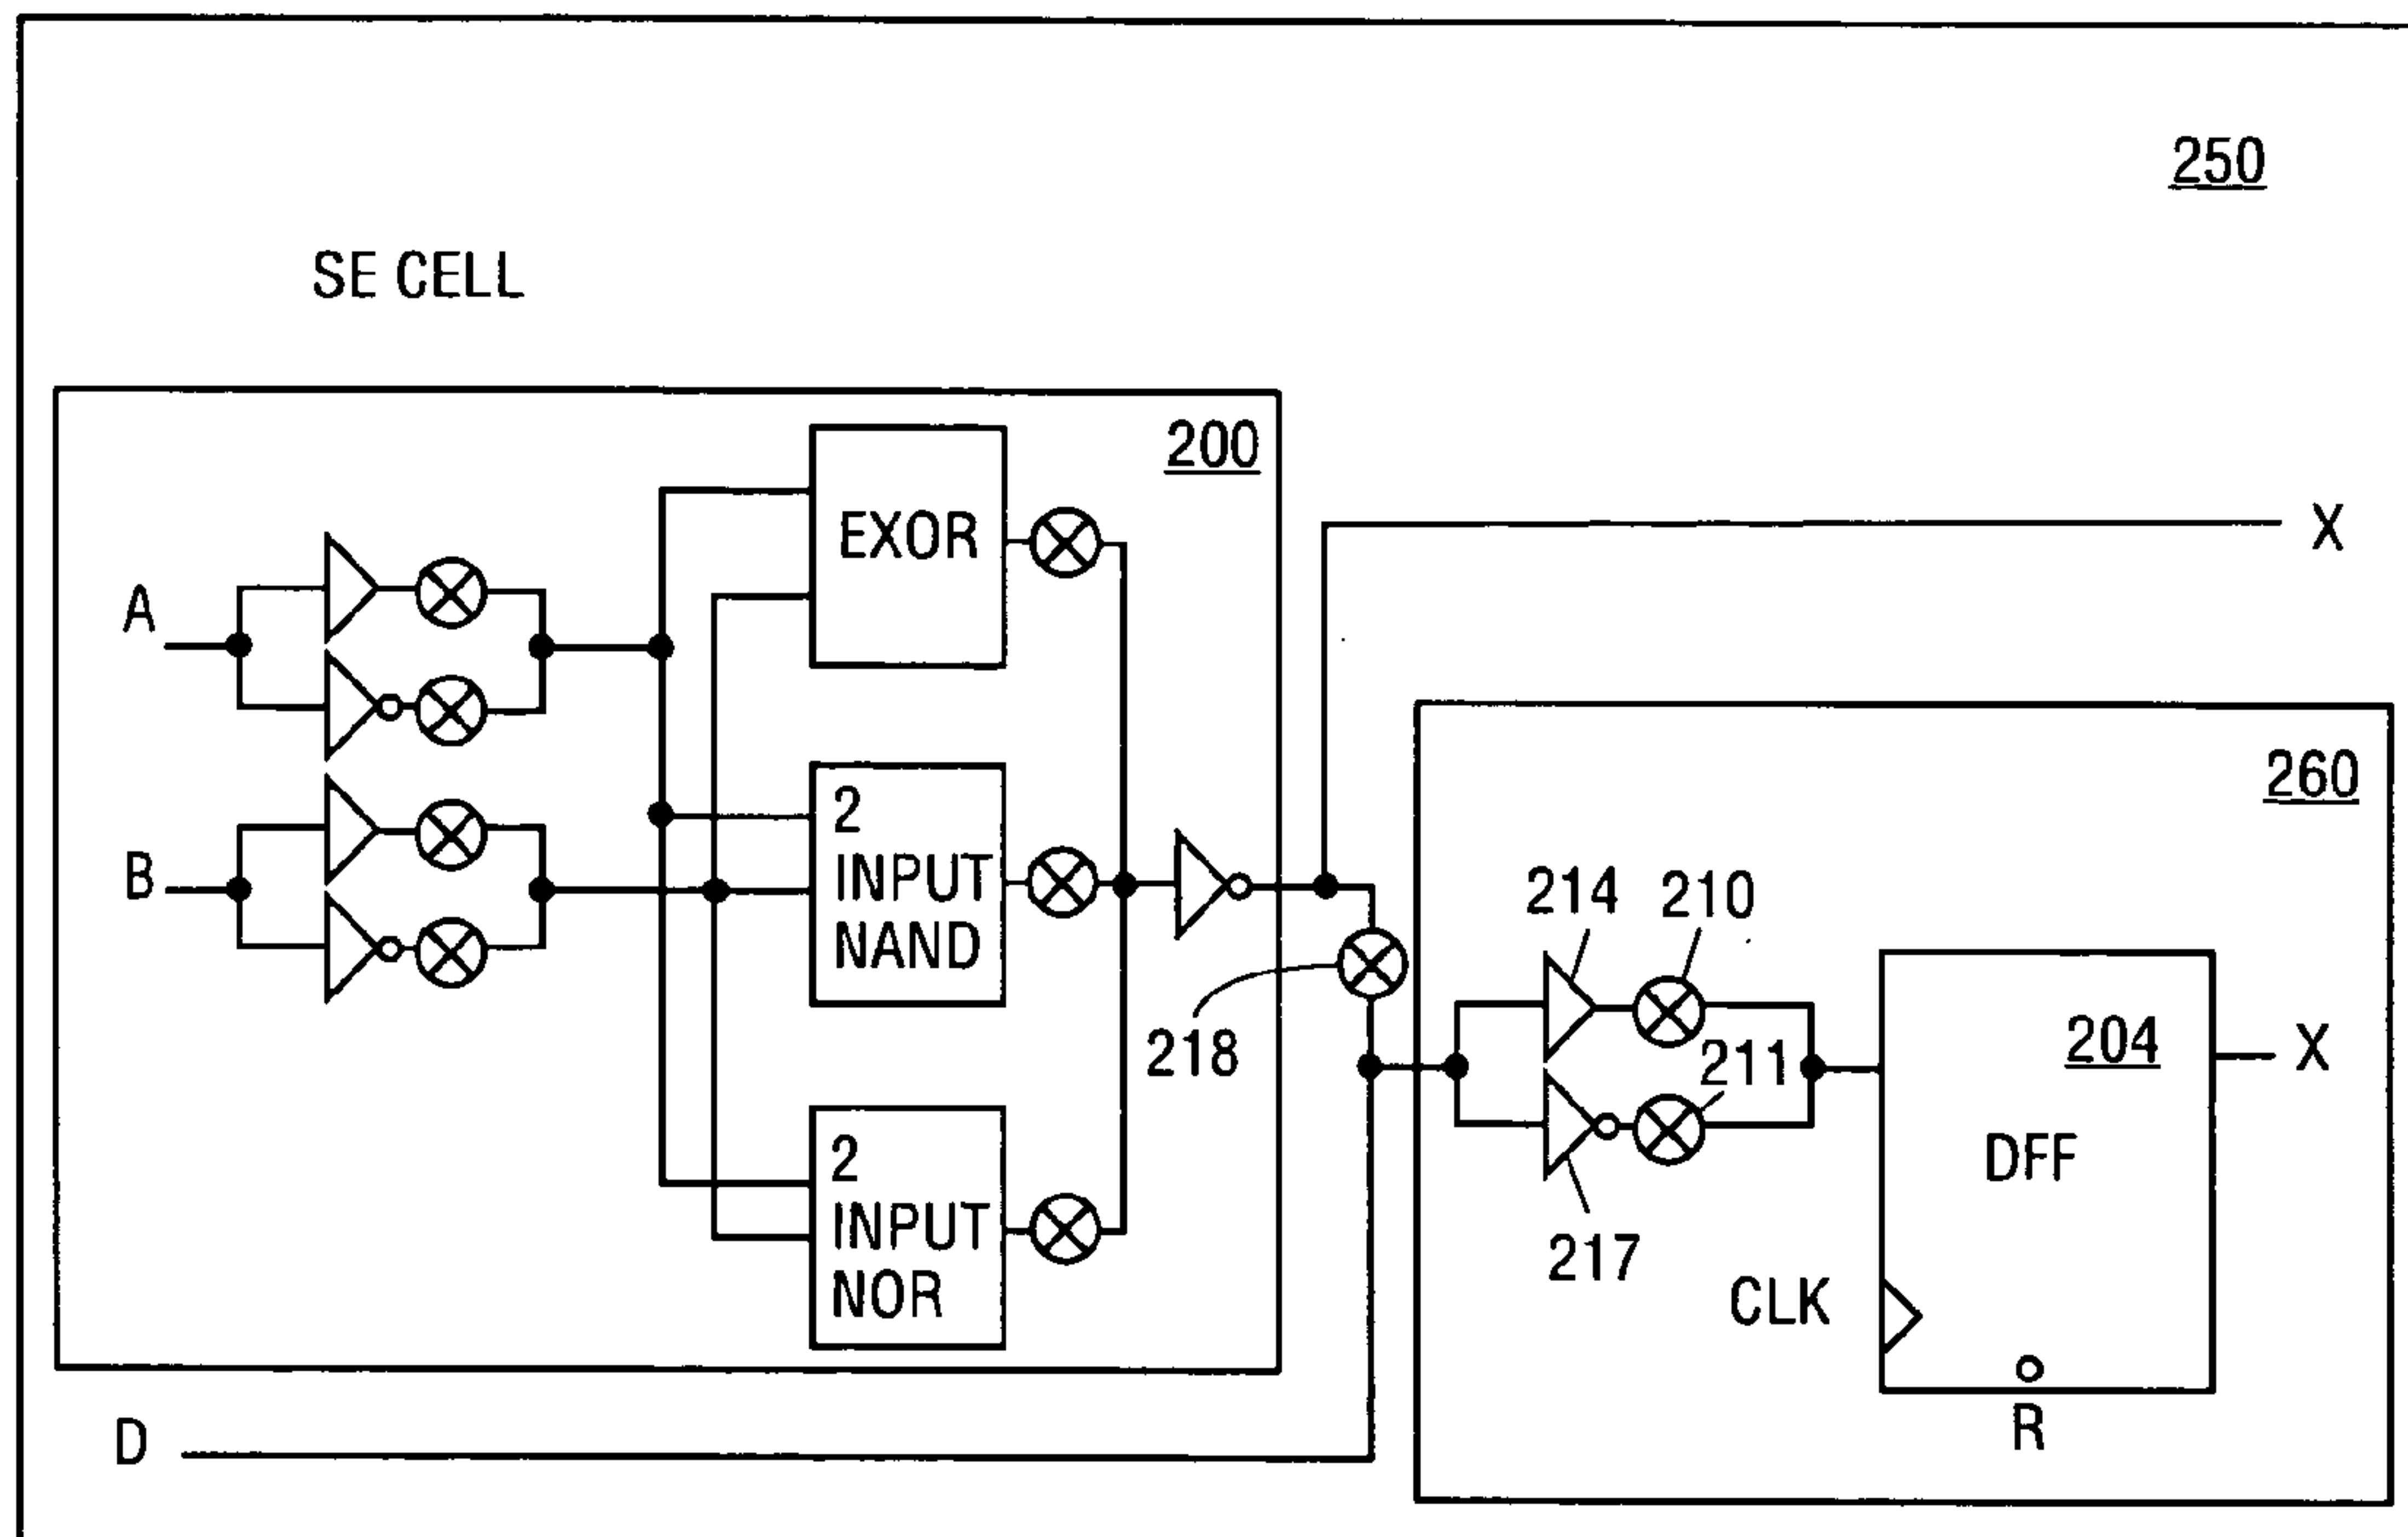 250
SE CELL
200
EXOR
X
A
260
2
INPUT
NAND
B
214
210
218
211
204
X
DFF
2
INPUT
NOR
217
CLK
R
D